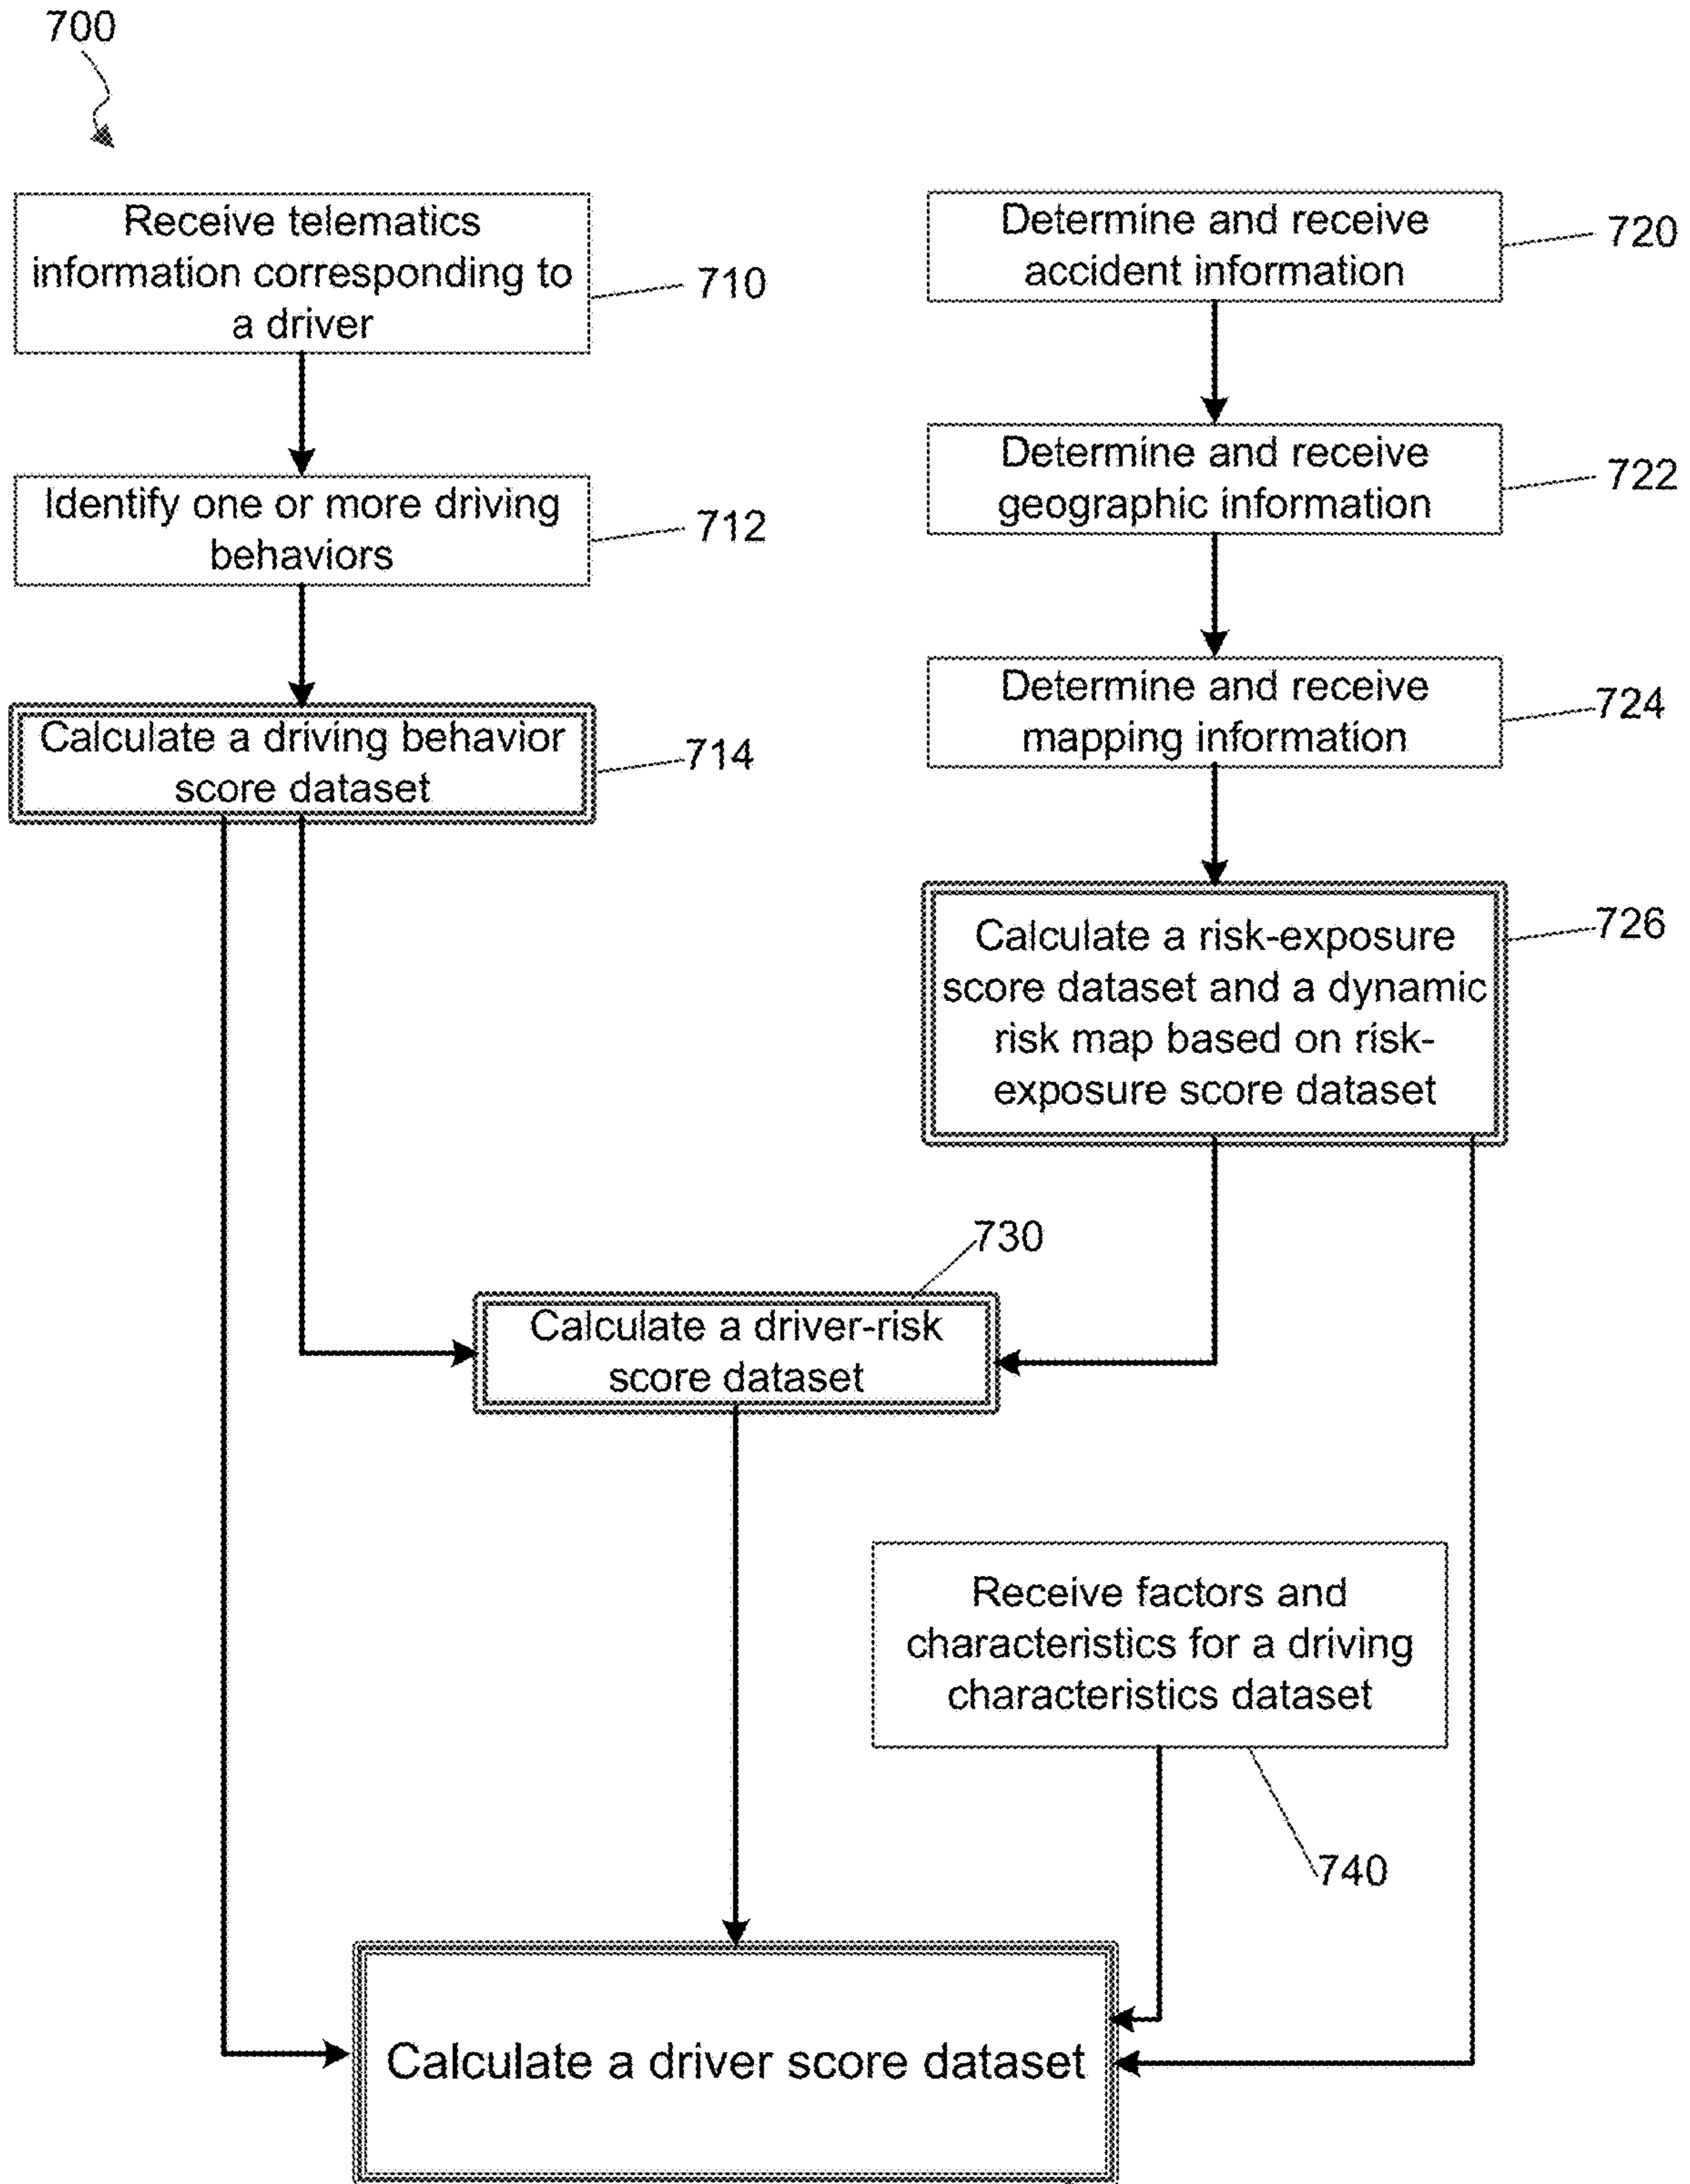 700
Receive telematics
information corresponding to
a driver
710
Identify one or more driving
behaviors
712
Calculate a driving behavior
score dataset
714
Determine and receive
accident information
720
Determine and receive
geographic information
722
Determine and receive
mapping information
724
Calculate a risk-exposure
score dataset and a dynamic
risk map based on risk-
exposure score dataset
726
730
Calculate a driver-risk
score dataset
Receive factors and
characteristics for a driving
characteristics dataset
740
Calculate a driver score dataset